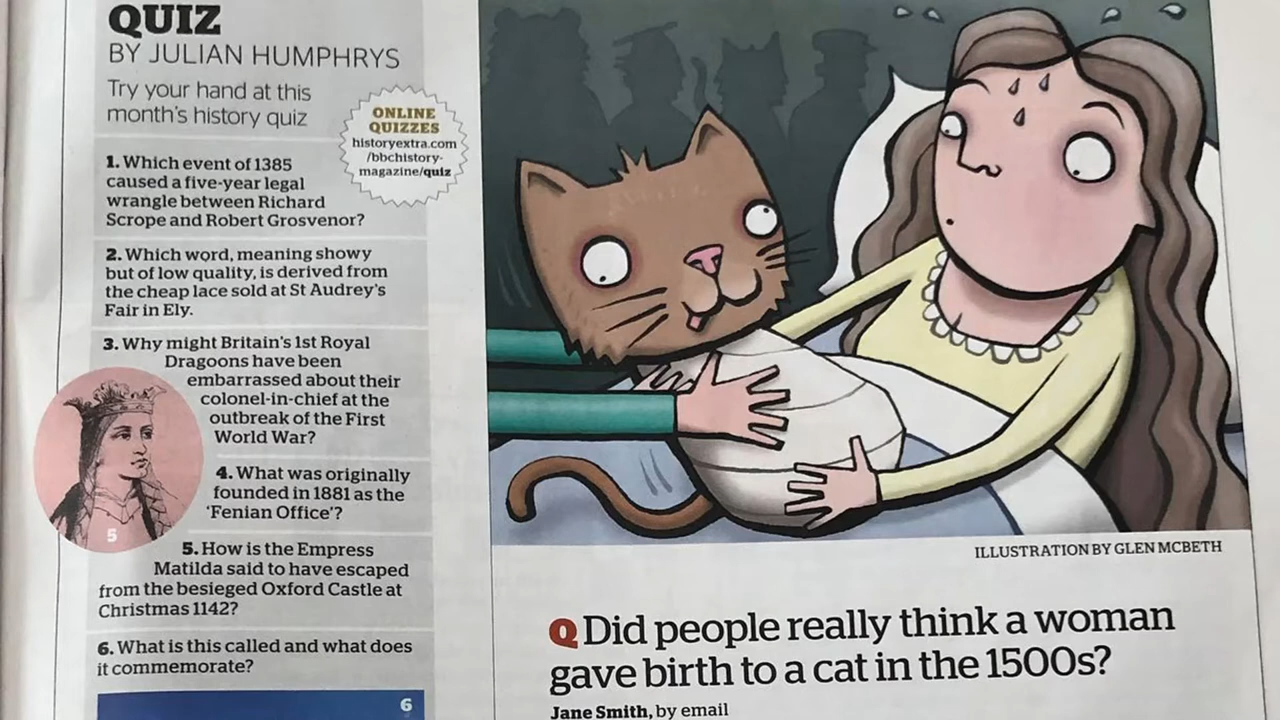 QUIZ
BY JULIAN HUMPHRYS
Try your hand at this
month's history quiz
ONLINE
QUIZZES
historyextra.com
/bbchistory-
magazine/quiz
1. Which event of 1385
caused a five-year legal
wrangle between Richard
Scrope and Robert Grosvenor?
2. Which word, meaning showy
but of low quality, is derived from
the cheap lace sold at St Audrey's
Fair in Ely.
3. Why might Britain's 1st Royal
Dragoons have been
embarrassed about their
colonel-in-chief at the
outbreak of the First
World War?
4. What was originally
founded in 1881 as the
'Fenian Office'?
5
5. How is the Empress
Matilda said to have escaped
from the besieged Oxford Castle at
Christmas 1142?
6. What is this called and what does
it commemorate?
6
ILLUSTRATION BY GLEN MCBETH
Q Did people really think a woman
gave birth to a cat in the 1500s?
Jane Smith, by email